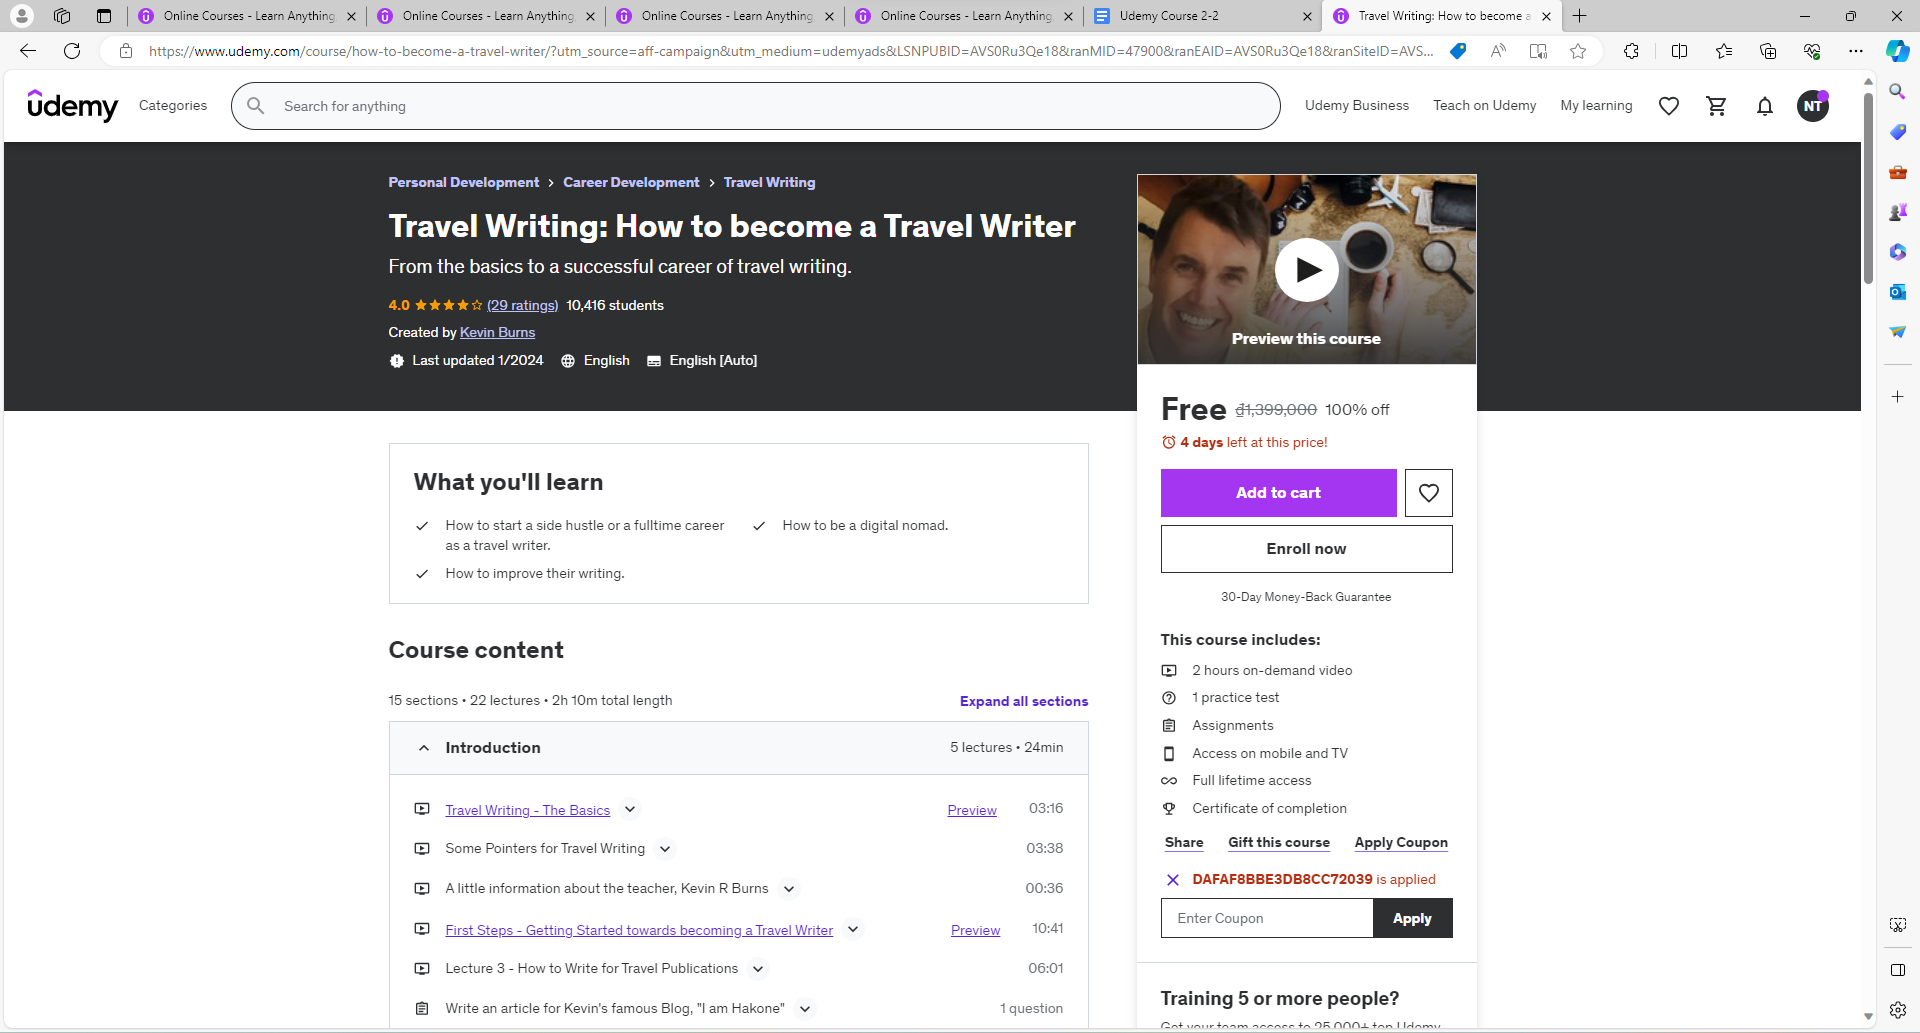 Online Courses - Learn Anything,
Online Courses - Learn Anything,
Online Courses - Learn Anything,
Online Courses - Learn Anything,
Udemy Course 2-2
Travel Writing: How to become a
https://www.udemy.com/course/how-to-become-a-travel-writer/?utm_source=aff-campaign&utm_medium=udemyads&LSNPUBID=AVS0Ru3Qe18&ranMID=47900&ranEAID=AVS0Ru3Qe18&ranSiteID=AVS...
udemy
Categories
Search for anything
Udemy Business
Teach on Udemy
My learning
NT
Personal Development > Career Development > Travel Writing
Travel Writing: How to become a Travel Writer
From the basics to a successful career of travel writing.
4.0 (29 ratings) 10,416 students
Created by Kevin Burns
Last updated 1/2024 English English [Auto]
Preview this course
Free ₫1,399,000 100% off
4 days left at this price!
Add to cart
Enroll now
30-Day Money-Back Guarantee
This course includes:
2 hours on-demand video
1 practice test
Assignments
Access on mobile and TV
Full lifetime access
Certificate of completion
Share
Gift this course
Apply Coupon
DAFAF8BBE3DB8CC72039 is applied
Enter Coupon
Apply
Training 5 or more people?
Get your team access to 25,000+ top Udemy
What you'll learn
How to start a side hustle or a fulltime career
as a travel writer.
How to be a digital nomad.
How to improve their writing.
Course content
15 sections • 22 lectures • 2h 10m total length
Expand all sections
Introduction
5 lectures • 24min
Travel Writing - The Basics
Preview
03:16
Some Pointers for Travel Writing
03:38
A little information about the teacher, Kevin R Burns
00:36
First Steps - Getting Started towards becoming a Travel Writer
Preview
10:41
Lecture 3 - How to Write for Travel Publications
06:01
Write an article for Kevin's famous Blog, "I am Hakone"
1 question